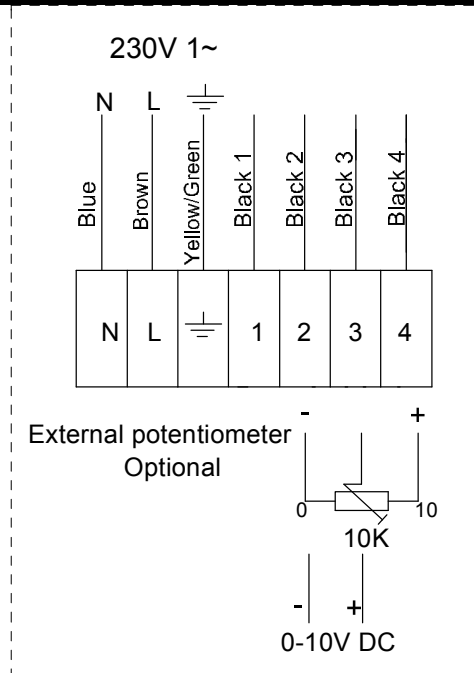 230V 1~
N L
Blue
Brown
Yellow/Green
Black 1
Black 2
Black 3
Black 4
N L 1 2 3 4
- +
External potentiometer
Optional
0 10
10K
- +
0-10V DC